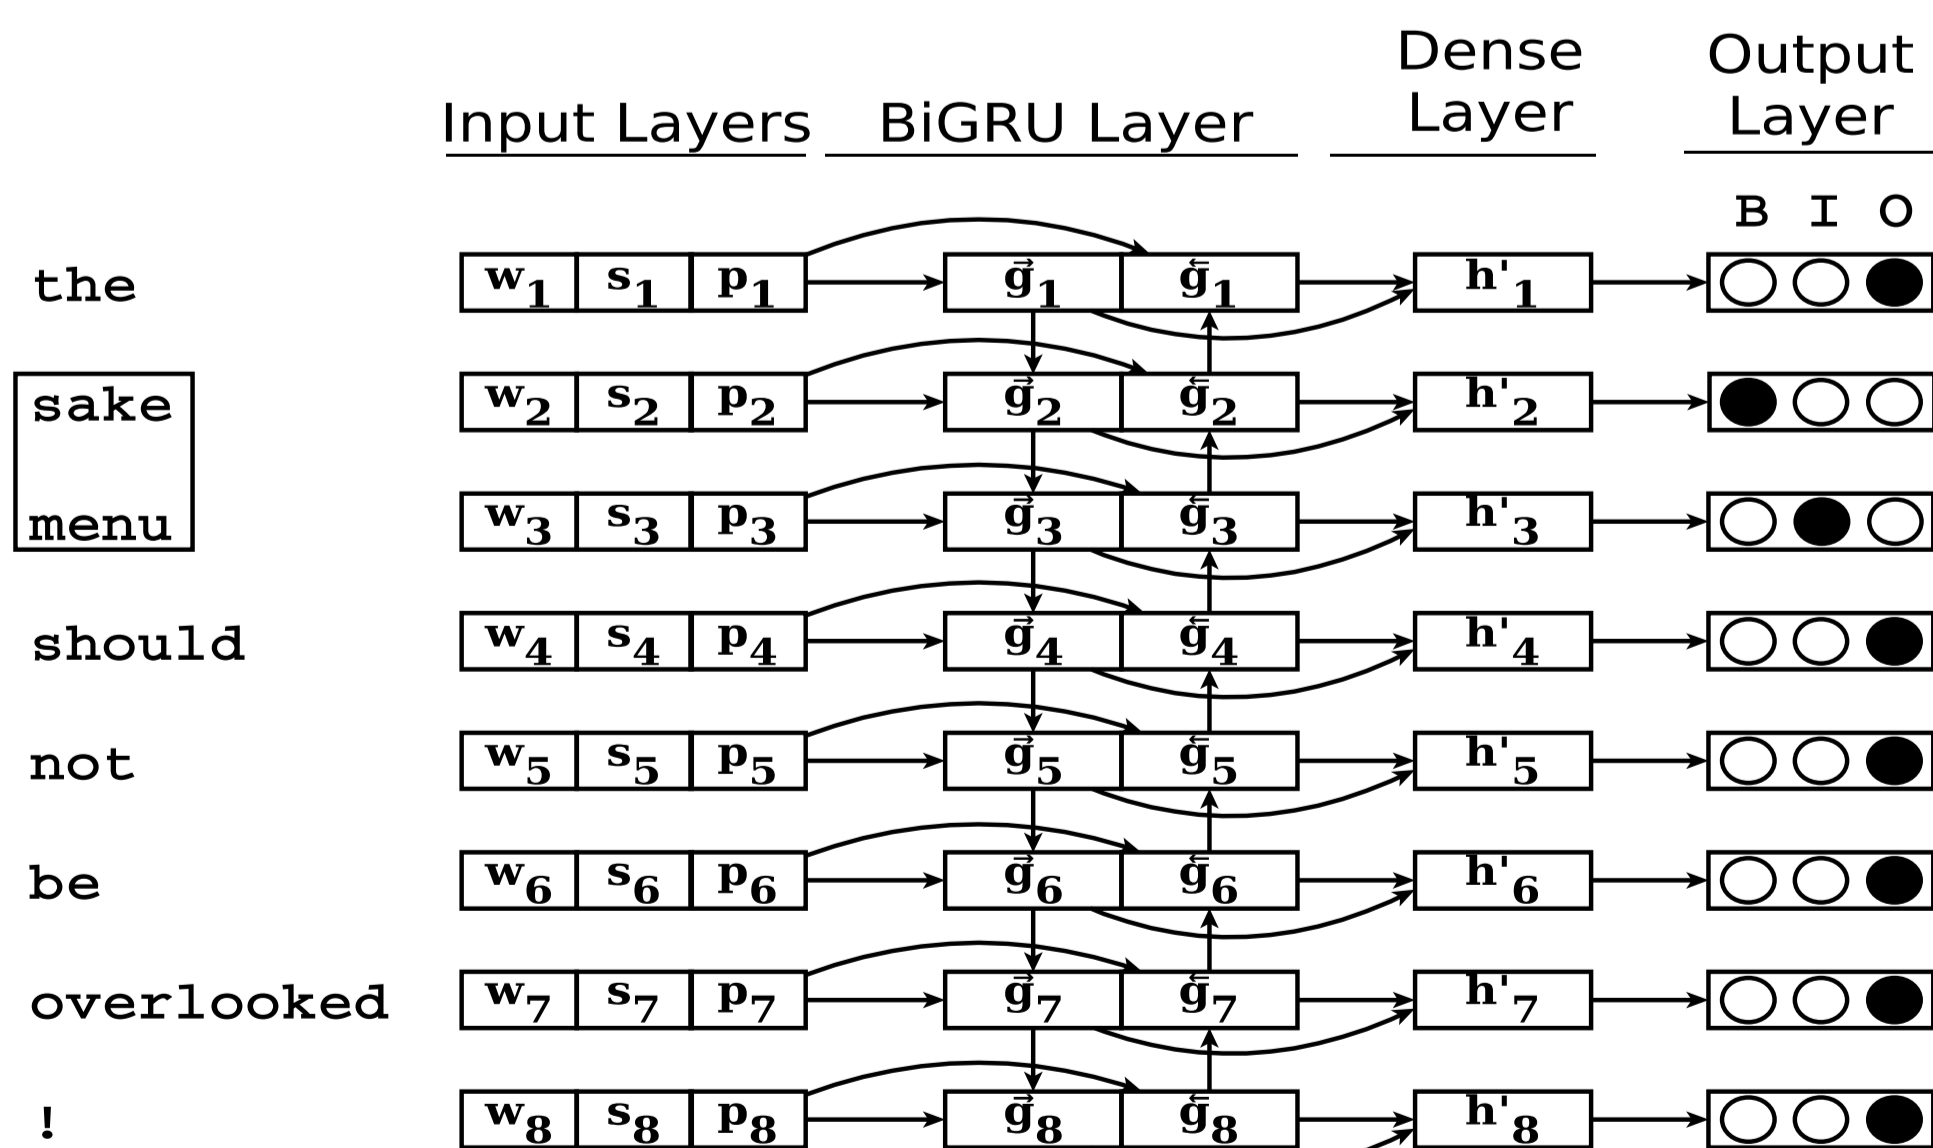 Dense Output
Input Layers BiGRU Layer Layer Layer
B I O
the w1 s1 p1 g⃗1 g⃖1 h'1
sake w2 s2 p2 g⃗2 g⃖2 h'2
menu w3 s3 p3 g⃗3 g⃖3 h'3
should w4 s4 p4 g⃗4 g⃖4 h'4
not w5 s5 p5 g⃗5 g⃖5 h'5
be w6 s6 p6 g⃗6 g⃖6 h'6
overlooked w7 s7 p7 g⃗7 g⃖7 h'7
! w8 s8 p8 g⃗8 g⃖8 h'8